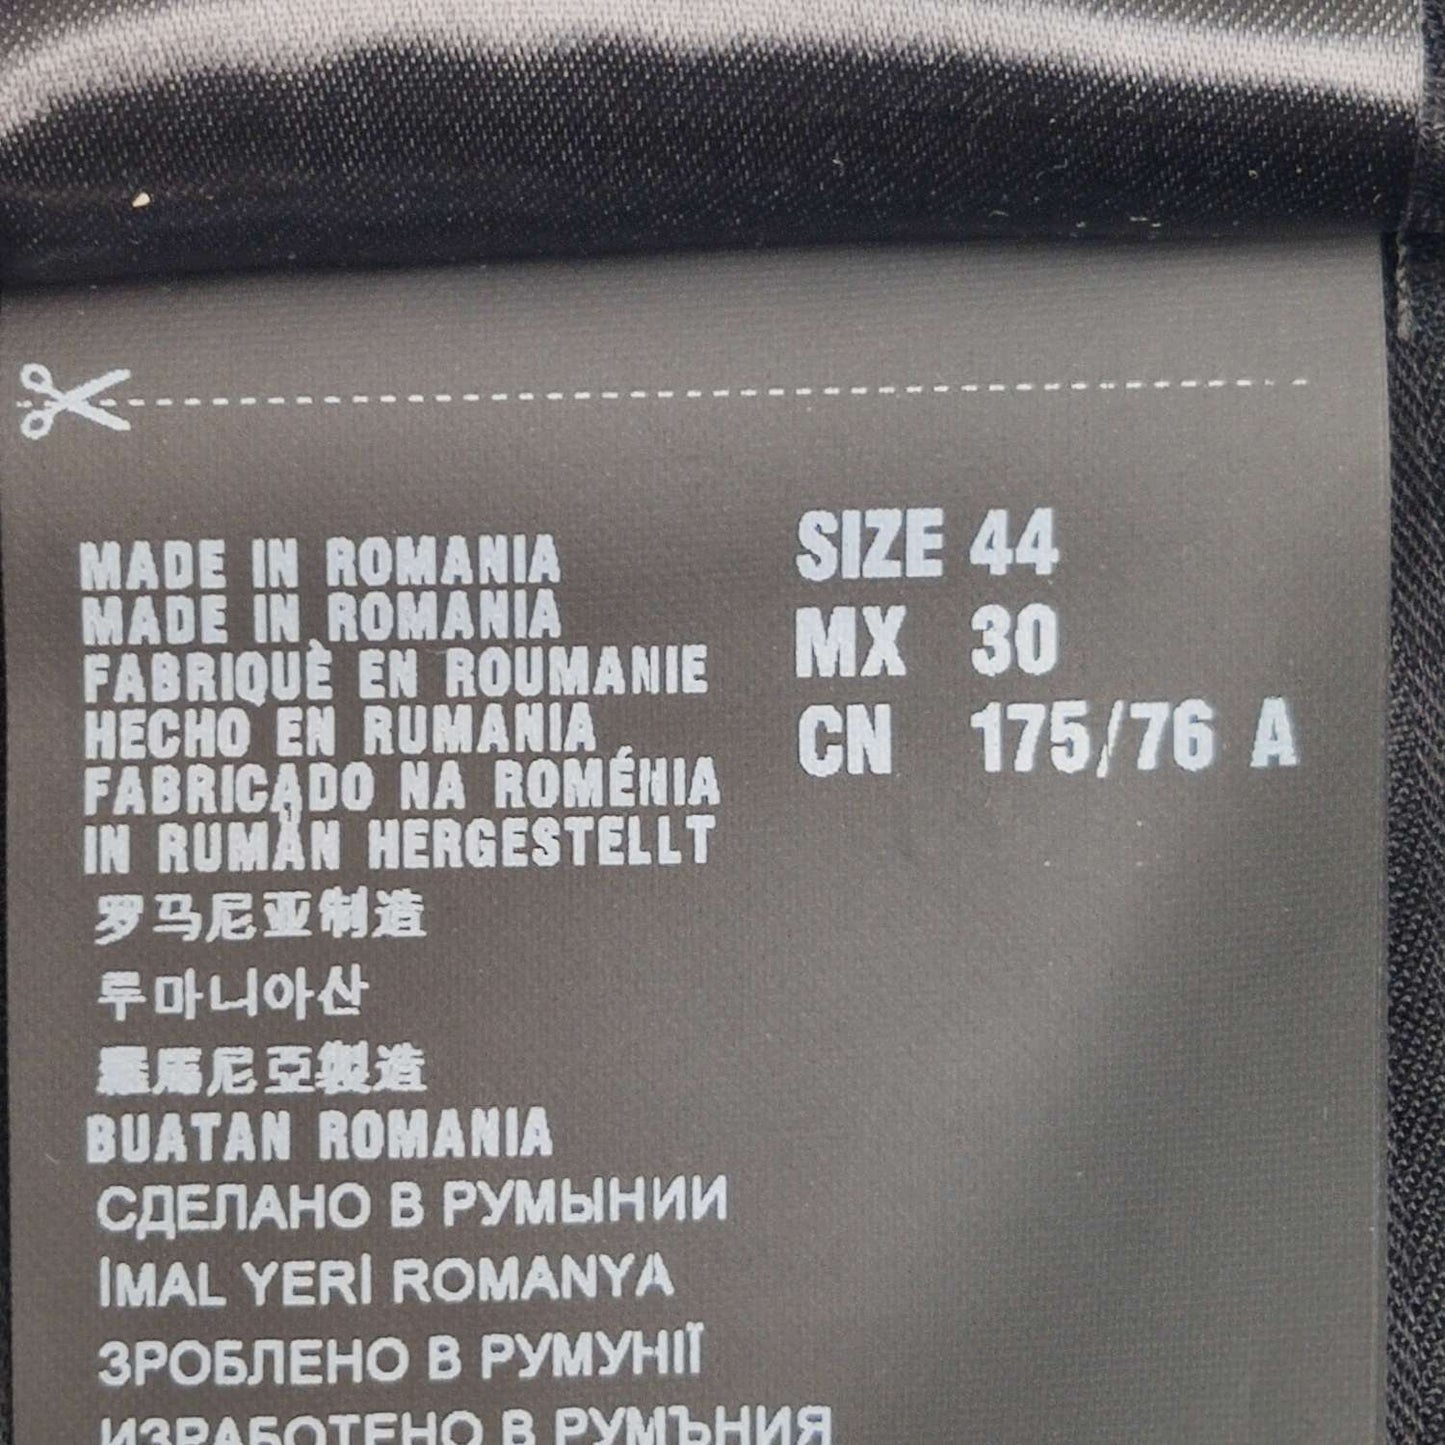 MADE IN ROMANIA
MADE IN ROMANIA
FABRIQUÈ EN ROUMANIE
HECHO EN RUMANIA
FABRICADO NA ROMÉNIA
IN RUMÄN HERGESTELLT
罗马尼亚制造
루마니아산
羅馬尼亞製造
BUATAN ROMANIA
СДЕЛАНО В РУМЫНИИ
İMAL YERİ ROMANYA
ЗРОБЛЕНО В РУМУНІЇ
ИЗРАБОТЕНО В РУМЪНИЯ
SIZE 44
MX 30
CN 175/76 A